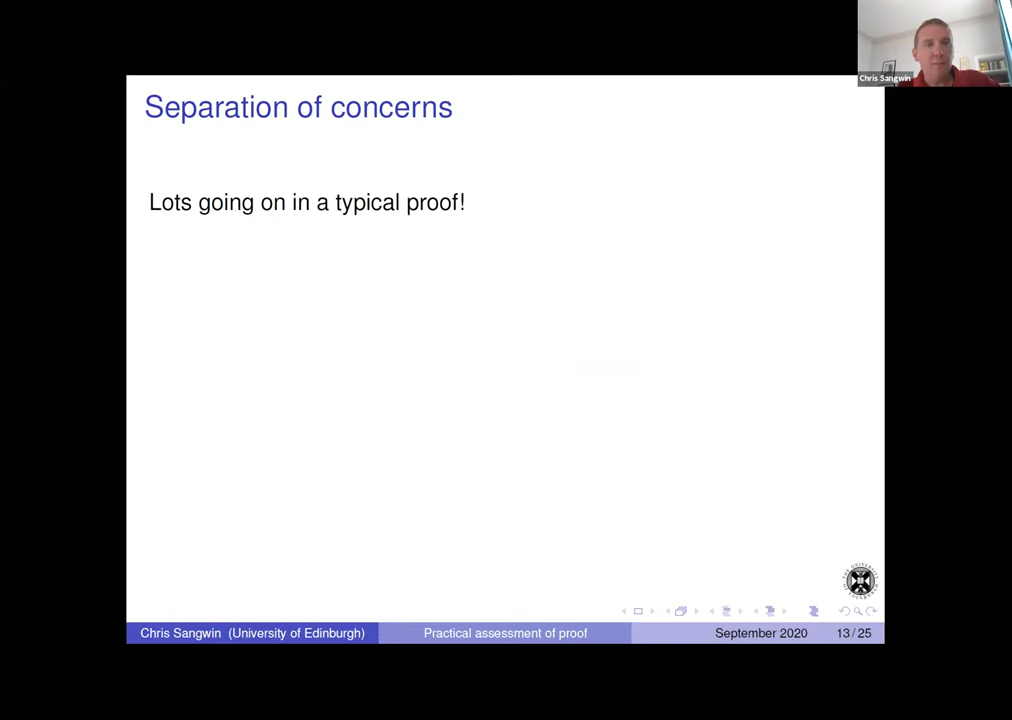 Chris Sangwin
Separation of concerns
Lots going on in a typical proof!
Chris Sangwin (University of Edinburgh)
Practical assessment of proof
September 2020
13 / 25